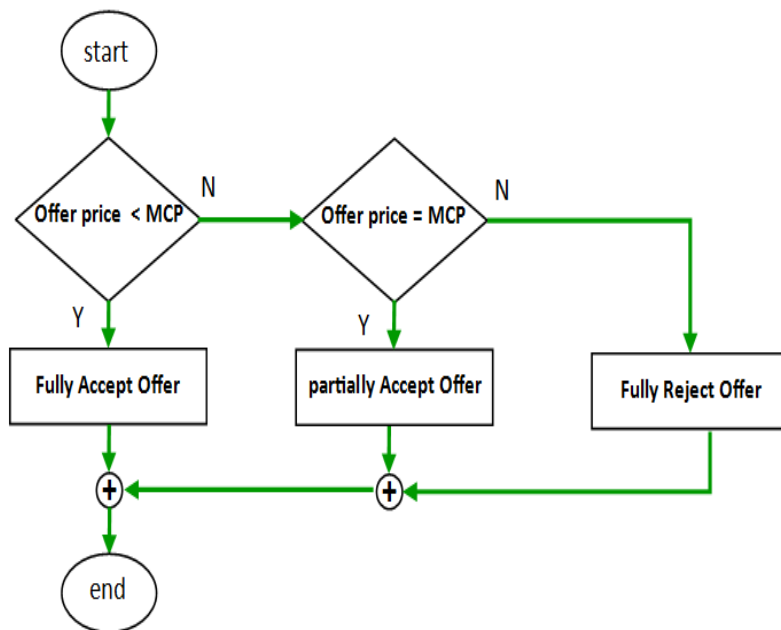 start
Offer price < MCP
N
Offer price = MCP
N
Y
Y
Fully Accept Offer
partially Accept Offer
Fully Reject Offer
+
+
end